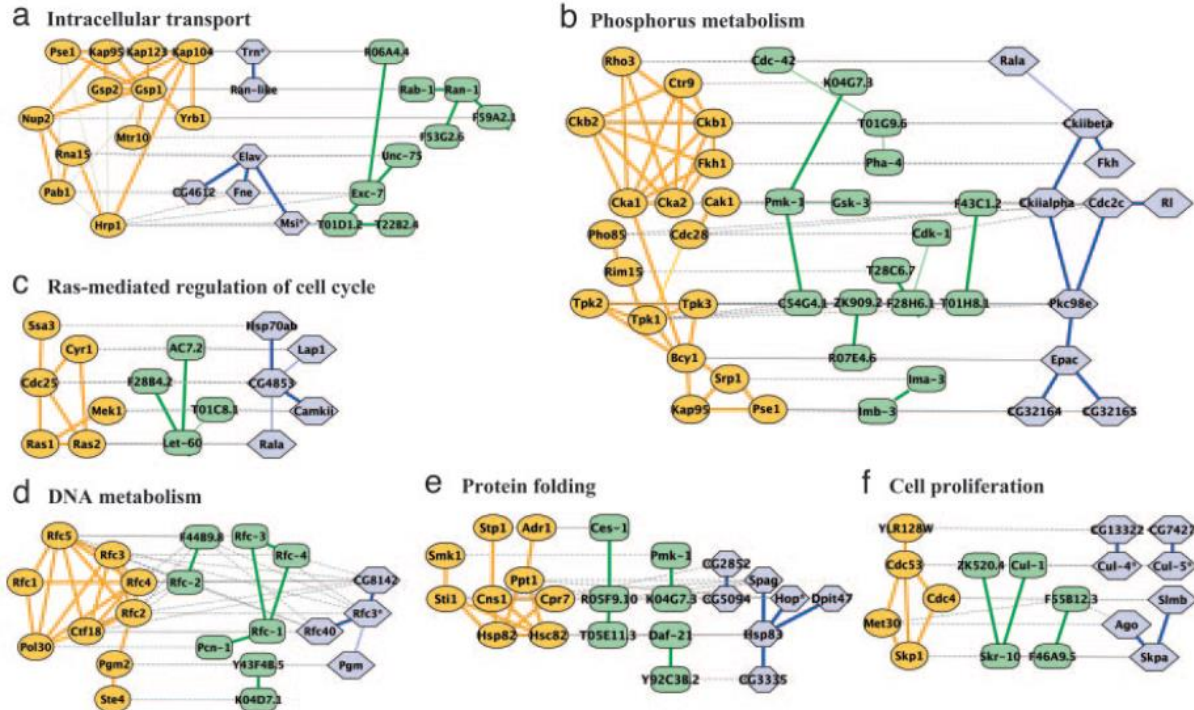 a Intracellular transport
Pse1 Kap95 Kap123 Kap104 Trn* R06A4.4
Gsp2 Gsp1 Ran-like Rab-1 Ran-1
Nup2 Yrb1 F59A2.1
Mtr10 F53G2.6
Rna15 Elav Unc-75
Pab1 CG4612 Fne Exc-7
Hrp1 Msi* T01D1.2 T22B2.4
b Phosphorus metabolism
Rho3 Cdc-42 Rala
Ctr9 K04G7.3
Ckb2 Ckb1 T01G9.6 Ckiibeta
Fkh1 Pha-4 Fkh
Cka1 Cka2 Cak1 Pmk-1 Gsk-3 F43C1.2 Ckiialpha Cdc2c Rl
Pho85 Cdc28 Cdk-1
Rim15 T28C6.7
Tpk2 Tpk1 Tpk3 C54G4.1 ZK909.2 F28H6.1 T01H8.1 Pkc98e
Bcy1 R07E4.6 Epac
Srp1 Ima-3
Kap95 Pse1 Imb-3 CG32164 CG32165
c Ras-mediated regulation of cell cycle
Ssa3 Hsp70ab
Cyr1 AC7.2 Lap1
Cdc25 F28B4.2 CG4853
Mek1 T01C8.1 Camkii
Ras1 Ras2 Let-60 Rala
d DNA metabolism
Rfc5 F44B9.8 Rfc-3
Rfc3 Rfc-4
Rfc1 Rfc4 Rfc-2 CG8142
Rfc2 Rfc3*
Pol30 Ctf18 Pcn-1 Rfc-1 Rfc40
Pgm2 Y43F4B.5 Pgm
Ste4 K04D7.1
e Protein folding
Stp1 Adr1 Ces-1
Smk1 Pmk-1 CG2852
Ppt1 Spag
Sti1 Cns1 Cpr7 R05F9.10 K04G7.3 CG5094 Hop* Dpit47
Hsp82 Hsc82 T05E11.3 Daf-21 Hsp83
Y92C38.2 CG3335
f Cell proliferation
YLR128W CG13322 CG7427
Cdc53 ZK520.4 Cul-1 Cul-4* Cul-5*
Cdc4 F55B12.3 Slmb
Met30 Ago
Skp1 Skr-10 F46A9.5 Skpa